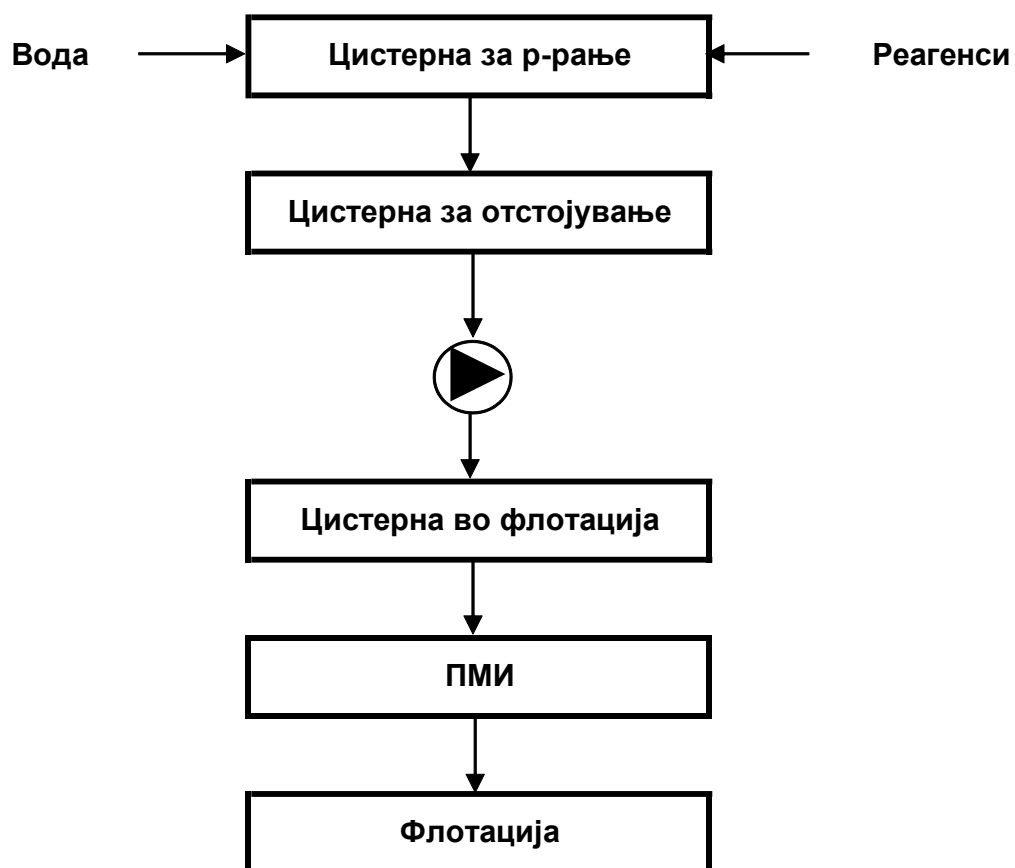 Вода
Цистерна за р-рање
Реагенси
Цистерна за отстојување
Цистерна во флотација
ПМИ
Флотација